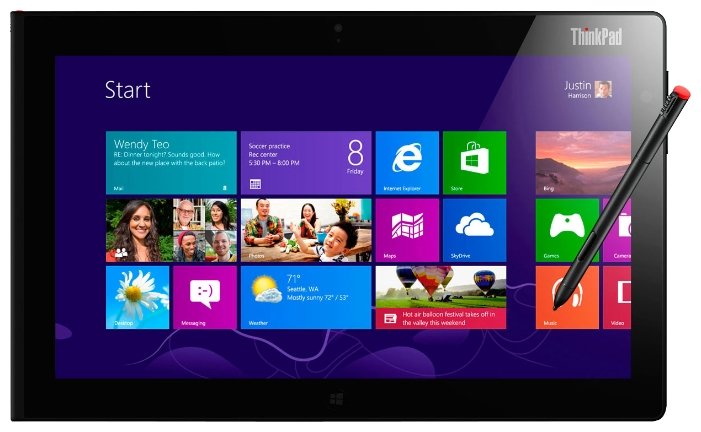 ThinkPad
Start
Justin
Harrison
Wendy Teo
RE: Dinner tonight? Sounds good. How
about the new place with the back patio?
Mail
8
Soccer practice
Rec center
5:30 PM – 8:00 PM
8
Friday
Internet Explorer
Store
Bing
Photos
Maps
SkyDrive
Games
Camera
Desktop
Messaging
71°
Seattle, WA
Mostly sunny 72° / 53°
Weather
Hot air balloon festival takes off in
the valley this weekend
Music
Video